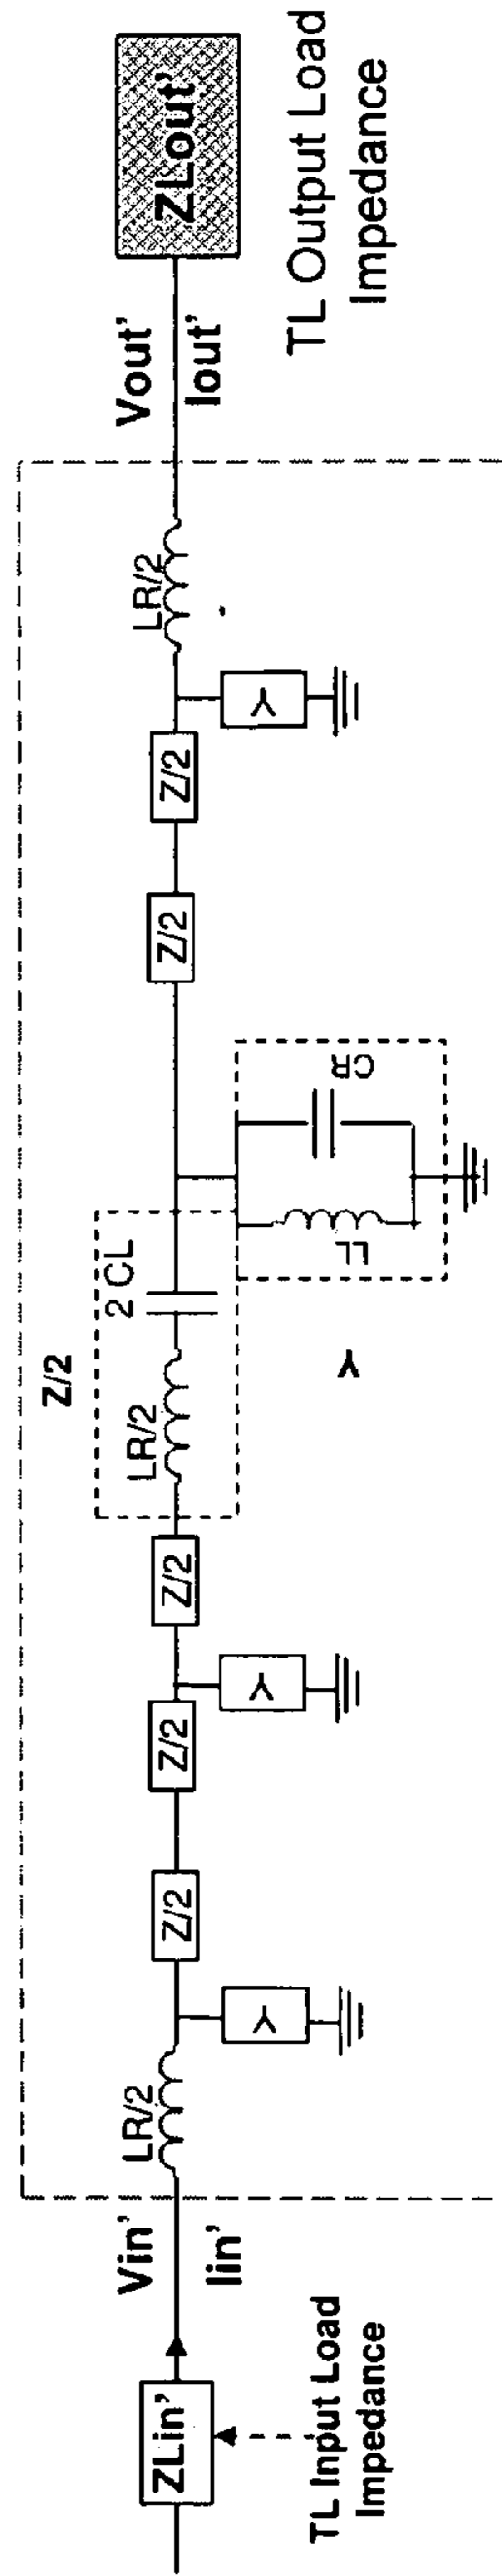 TL Input Load
Impedance
ZLin'
Vin'
Iin'
LR/2
Y
Z/2
Z/2
Y
Z/2
Z/2
LR/2
2 CL
Y
LL
CR
Z/2
Z/2
Y
LR/2
Vout'
Iout'
ZLout'
TL Output Load
Impedance